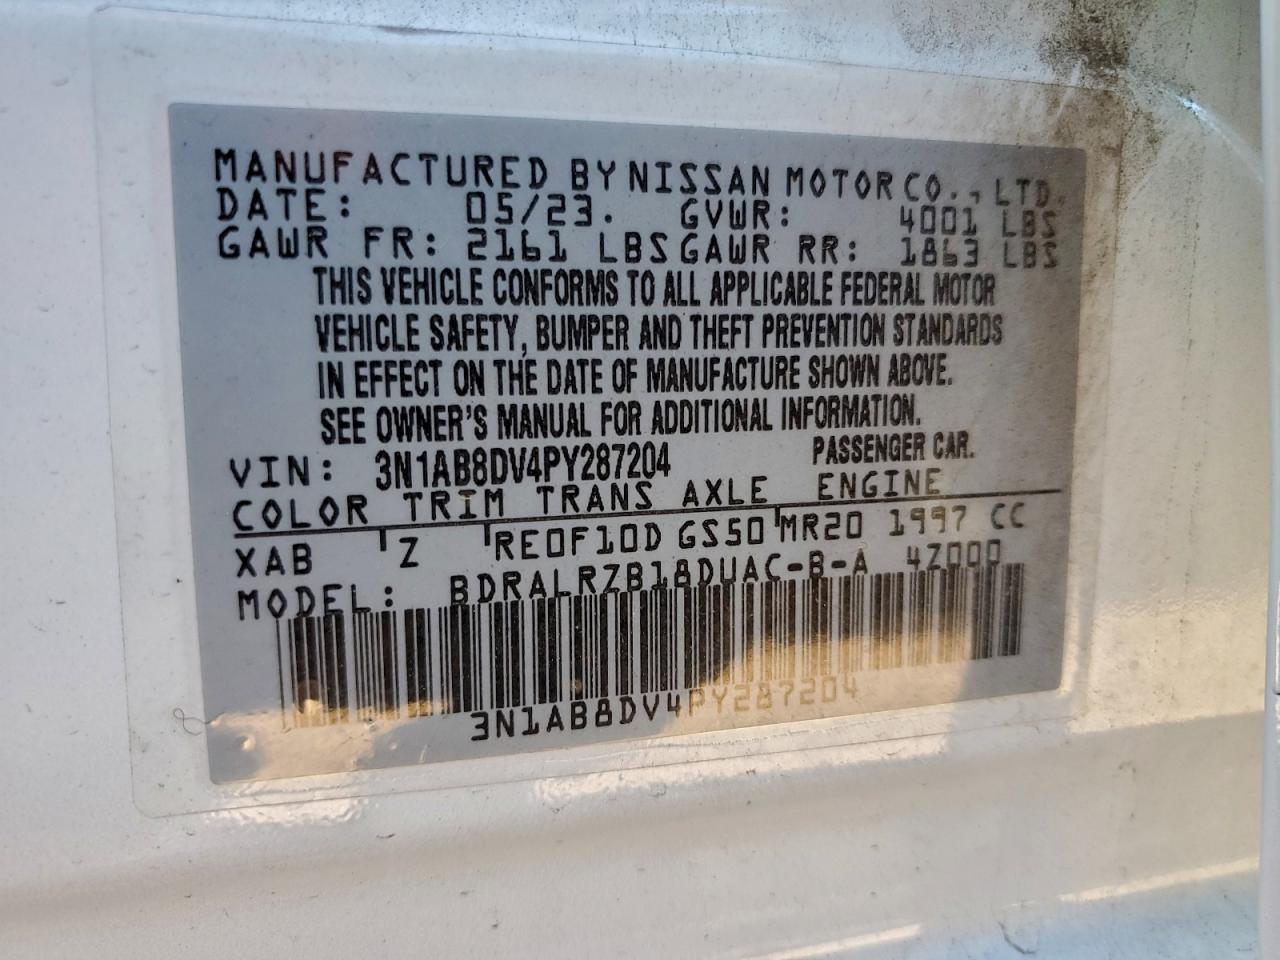 MANUFACTURED BY NISSAN MOTOR CO., LTD.
DATE: 05/23. GVWR: 4001 LBS
GAWR FR: 2161 LBS GAWR RR: 1863 LBS
THIS VEHICLE CONFORMS TO ALL APPLICABLE FEDERAL MOTOR
VEHICLE SAFETY, BUMPER AND THEFT PREVENTION STANDARDS
IN EFFECT ON THE DATE OF MANUFACTURE SHOWN ABOVE.
SEE OWNER'S MANUAL FOR ADDITIONAL INFORMATION.
VIN: 3N1AB8DV4PY287204 PASSENGER CAR.
COLOR TRIM TRANS AXLE ENGINE
XAB Z RE0F10D GS50 MR20 1997 CC
MODEL: BDRALRZB18DUAC-B-A 4Z000
3N1AB8DV4PY287204